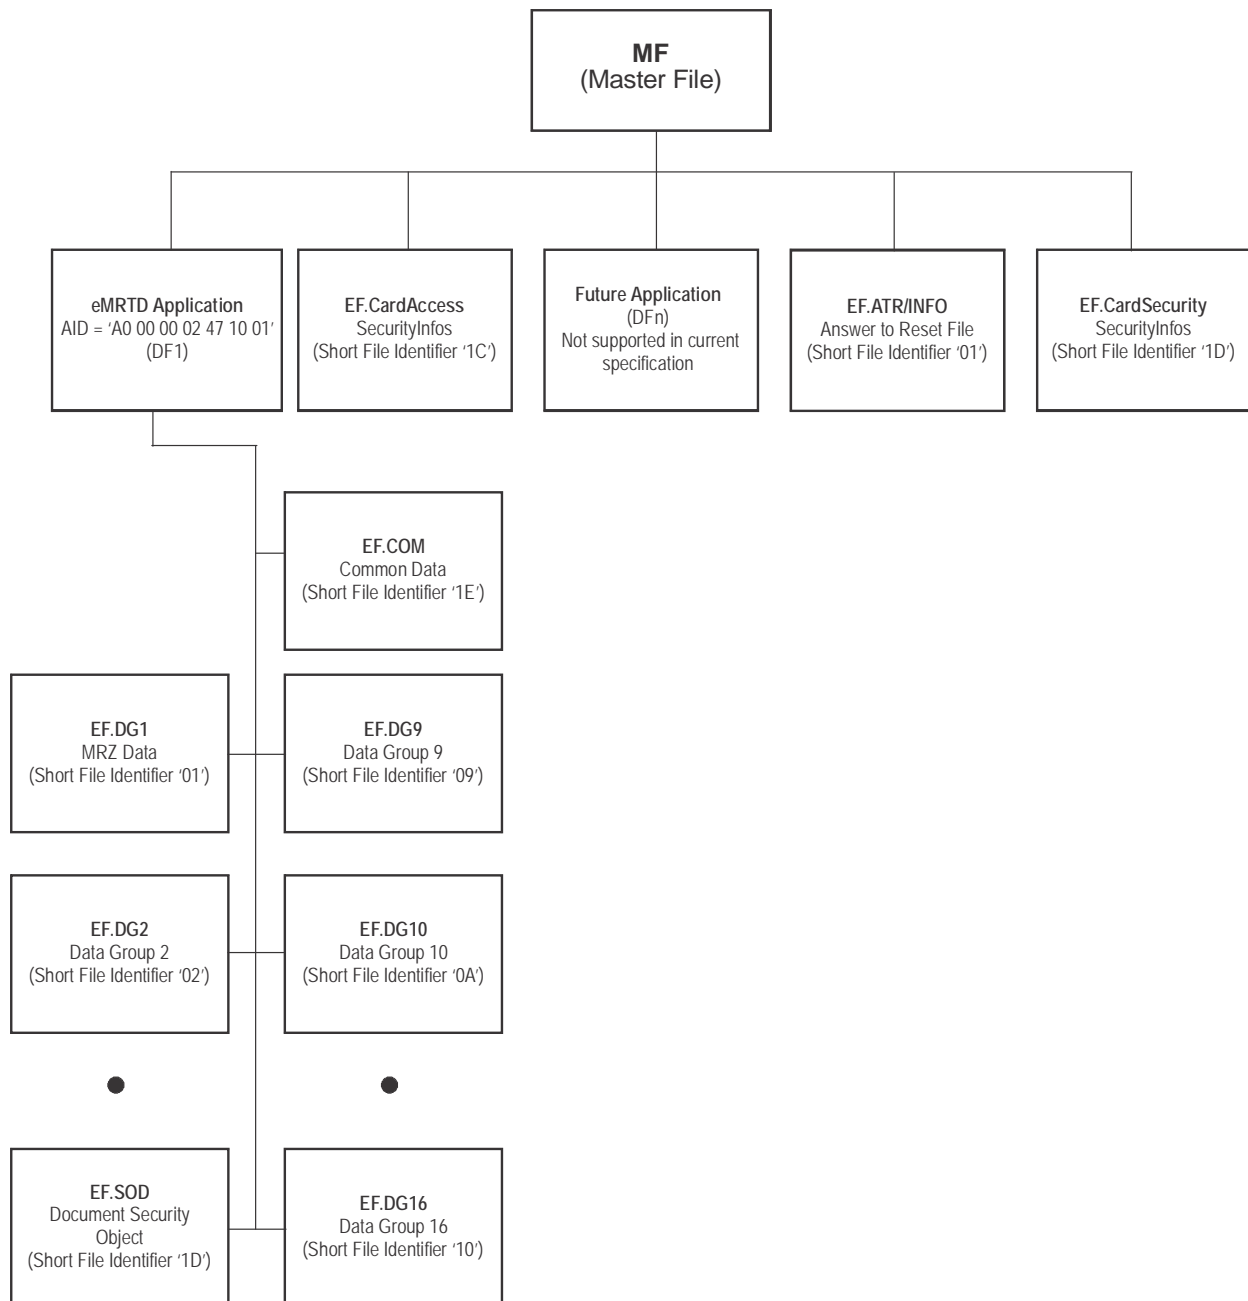 MF
(Master File)
eMRTD Application
AID = ‘A0 00 00 02 47 10 01’
(DF1)
EF.CardAccess
SecurityInfos
(Short File Identifier ‘1C’)
Future Application
(DFn)
Not supported in current
specification
EF.ATR/INFO
Answer to Reset File
(Short File Identifier ‘01’)
EF.CardSecurity
SecurityInfos
(Short File Identifier ‘1D’)
EF.COM
Common Data
(Short File Identifier ‘1E’)
EF.DG1
MRZ Data
(Short File Identifier ‘01’)
EF.DG9
Data Group 9
(Short File Identifier ‘09’)
EF.DG2
Data Group 2
(Short File Identifier ‘02’)
EF.DG10
Data Group 10
(Short File Identifier ‘0A’)
EF.SOD
Document Security
Object
(Short File Identifier ‘1D’)
EF.DG16
Data Group 16
(Short File Identifier ‘10’)